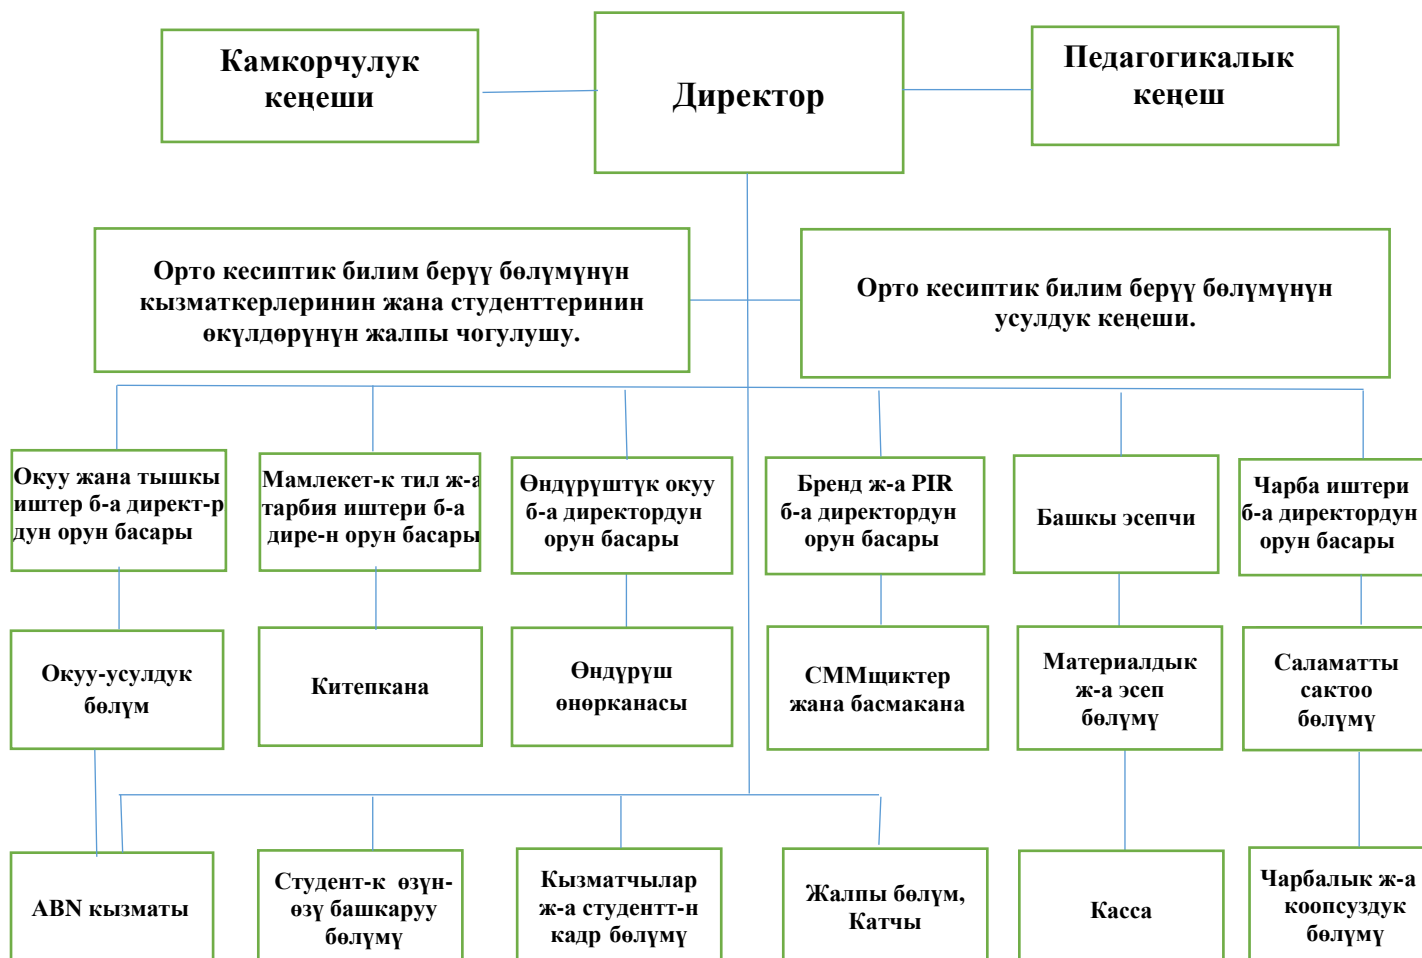 Камкорчулук
кеңеши
Директор
Педагогикалык
кеңеш
Орто кесиптик билим берүү бөлүмүнүн
кызматкерлеринин жана студенттеринин
өкүлдөрүнүн жалпы чогулушу.
Орто кесиптик билим берүү бөлүмүнүн
усулдук кеңеши.
Окуу жана тышкы
иштер б-а директ-р
дун орун басары
Мамлекет-к тил ж-а
тарбия иштери б-а
дире-н орун басары
Өндүрүштүк окуу
б-а директордун
орун басары
Бренд ж-а PIR
б-а директордун
орун басары
Башкы эсепчи
Чарба иштери
б-а директордун
орун басары
Окуу-усулдук
бөлүм
Китепкана
Өндүрүш
өнөрканасы
СММщиктер
жана басмакана
Материалдык
ж-а эсеп
бөлүмү
Саламатты
сактоо
бөлүмү
ABN кызматы
Студент-к өзүн-
өзү башкаруу
бөлүмү
Кызматчылар
ж-а студентт-н
кадр бөлүмү
Жалпы бөлүм,
Катчы
Касса
Чарбалык ж-а
коопсуздук
бөлүмү